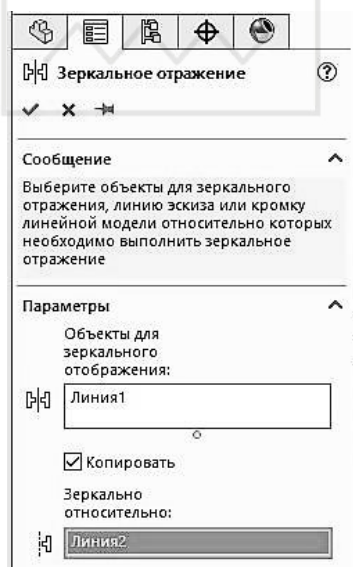 Зеркальное отражение
Сообщение
Выберите объекты для зеркального
отражения, линию эскиза или кромку
линейной модели относительно которых
необходимо выполнить зеркальное
отражение
Параметры
Объекты для
зеркального
отображения:
Линия1
Копировать
Зеркально
относительно:
Линия2